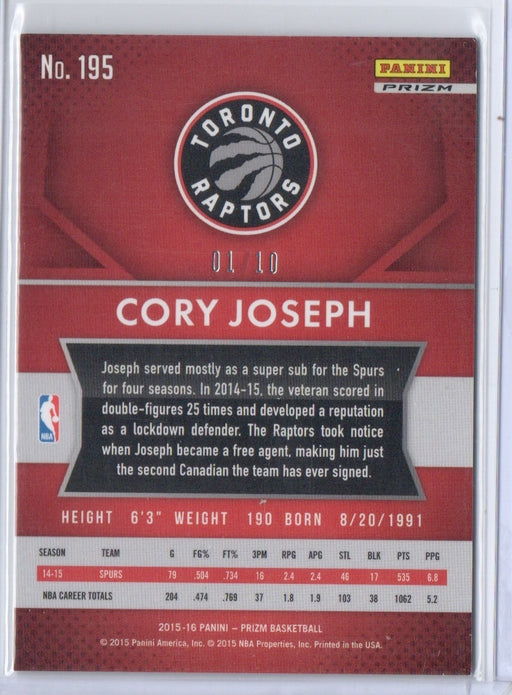 No. 195
PANINI
PRIZM
TORONTO
RAPTORS
01/10
CORY JOSEPH
Joseph served mostly as a super sub for the Spurs
for four seasons. In 2014-15, the veteran scored in
double-figures 25 times and developed a reputation
as a lockdown defender. The Raptors took notice
when Joseph became a free agent, making him just
the second Canadian the team has ever signed.
NBA
HEIGHT 6'3" WEIGHT 190 BORN 8/20/1991
SEASON TEAM G FG% FT% 3PM RPG APG STL BLK PTS PPG
14-15 SPURS 79 .504 .734 16 2.4 2.4 46 17 535 6.8
NBA CAREER TOTALS 204 .474 .769 37 1.8 1.9 103 38 1062 5.2
2015-16 PANINI – PRIZM BASKETBALL
© 2015 Panini America, Inc. © 2015 NBA Properties, Inc. Printed in the USA.